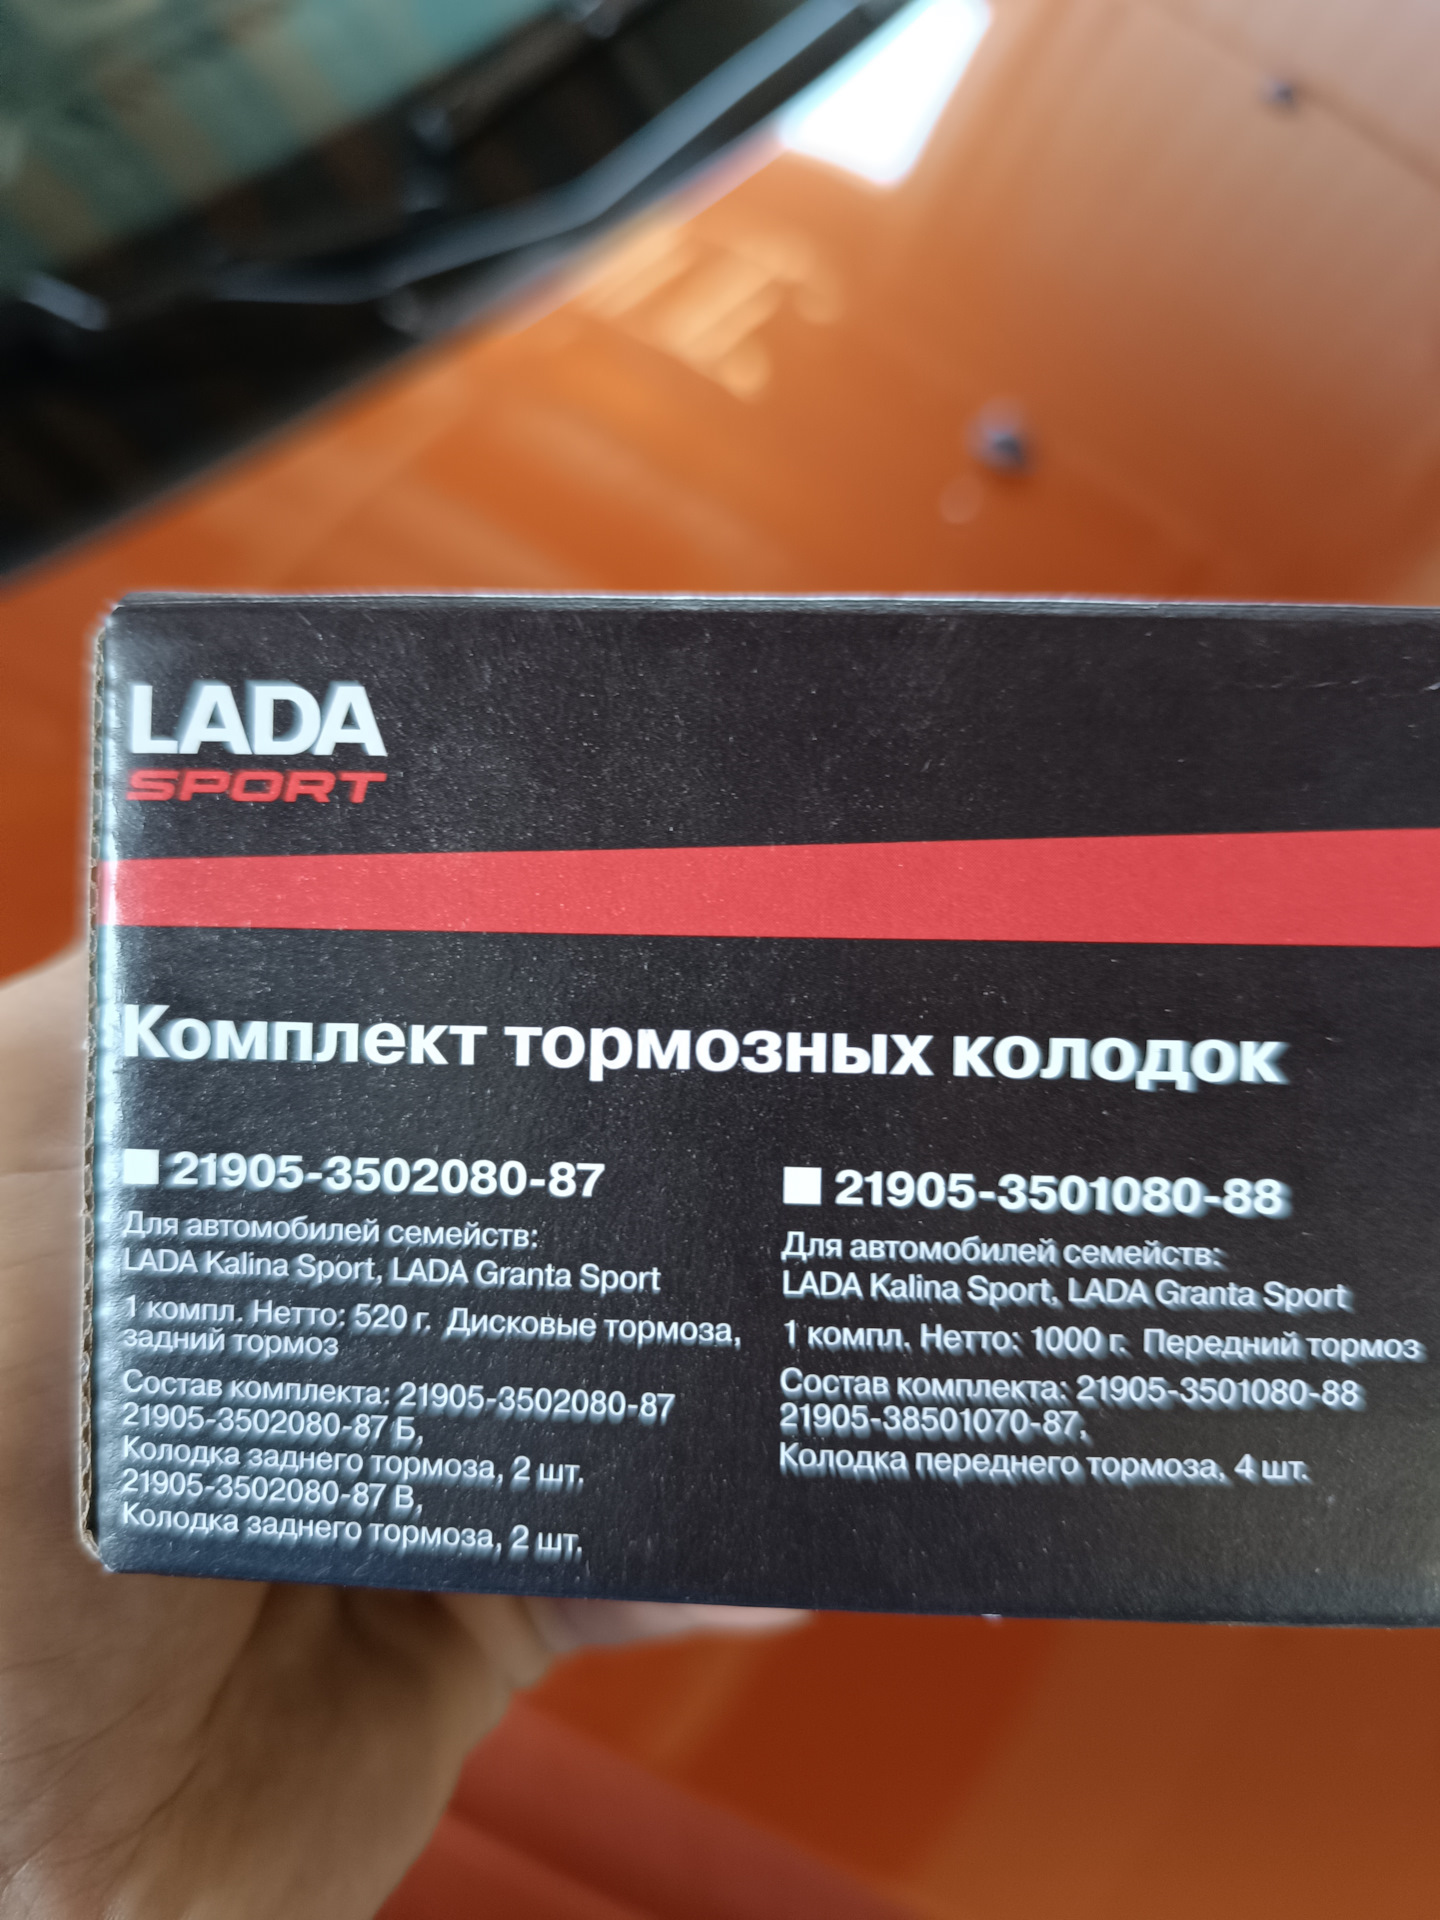 LADA
SPORT
Комплект тормозных колодок
21905-3502080-87
Для автомобилей семейств:
LADA Kalina Sport, LADA Granta Sport
1 компл. Нетто: 520 г. Дисковые тормоза,
задний тормоз
Состав комплекта: 21905-3502080-87
21905-3502080-87 Б,
Колодка заднего тормоза, 2 шт.
21905-3502080-87 В,
Колодка заднего тормоза, 2 шт.
21905-3501080-88
Для автомобилей семейств:
LADA Kalina Sport, LADA Granta Sport
1 компл. Нетто: 1000 г. Передний тормоз
Состав комплекта: 21905-3501080-88
21905-38501070-87,
Колодка переднего тормоза, 4 шт.